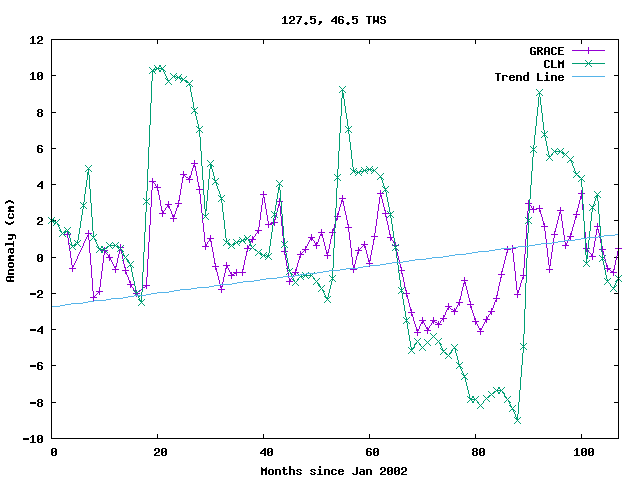 127.5, 46.5 TWS
GRACE
CLM
Trend Line
Anomaly (cm)
12
10
8
6
4
2
0
-2
-4
-6
-8
-10
0 20 40 60 80 100
Months since Jan 2002